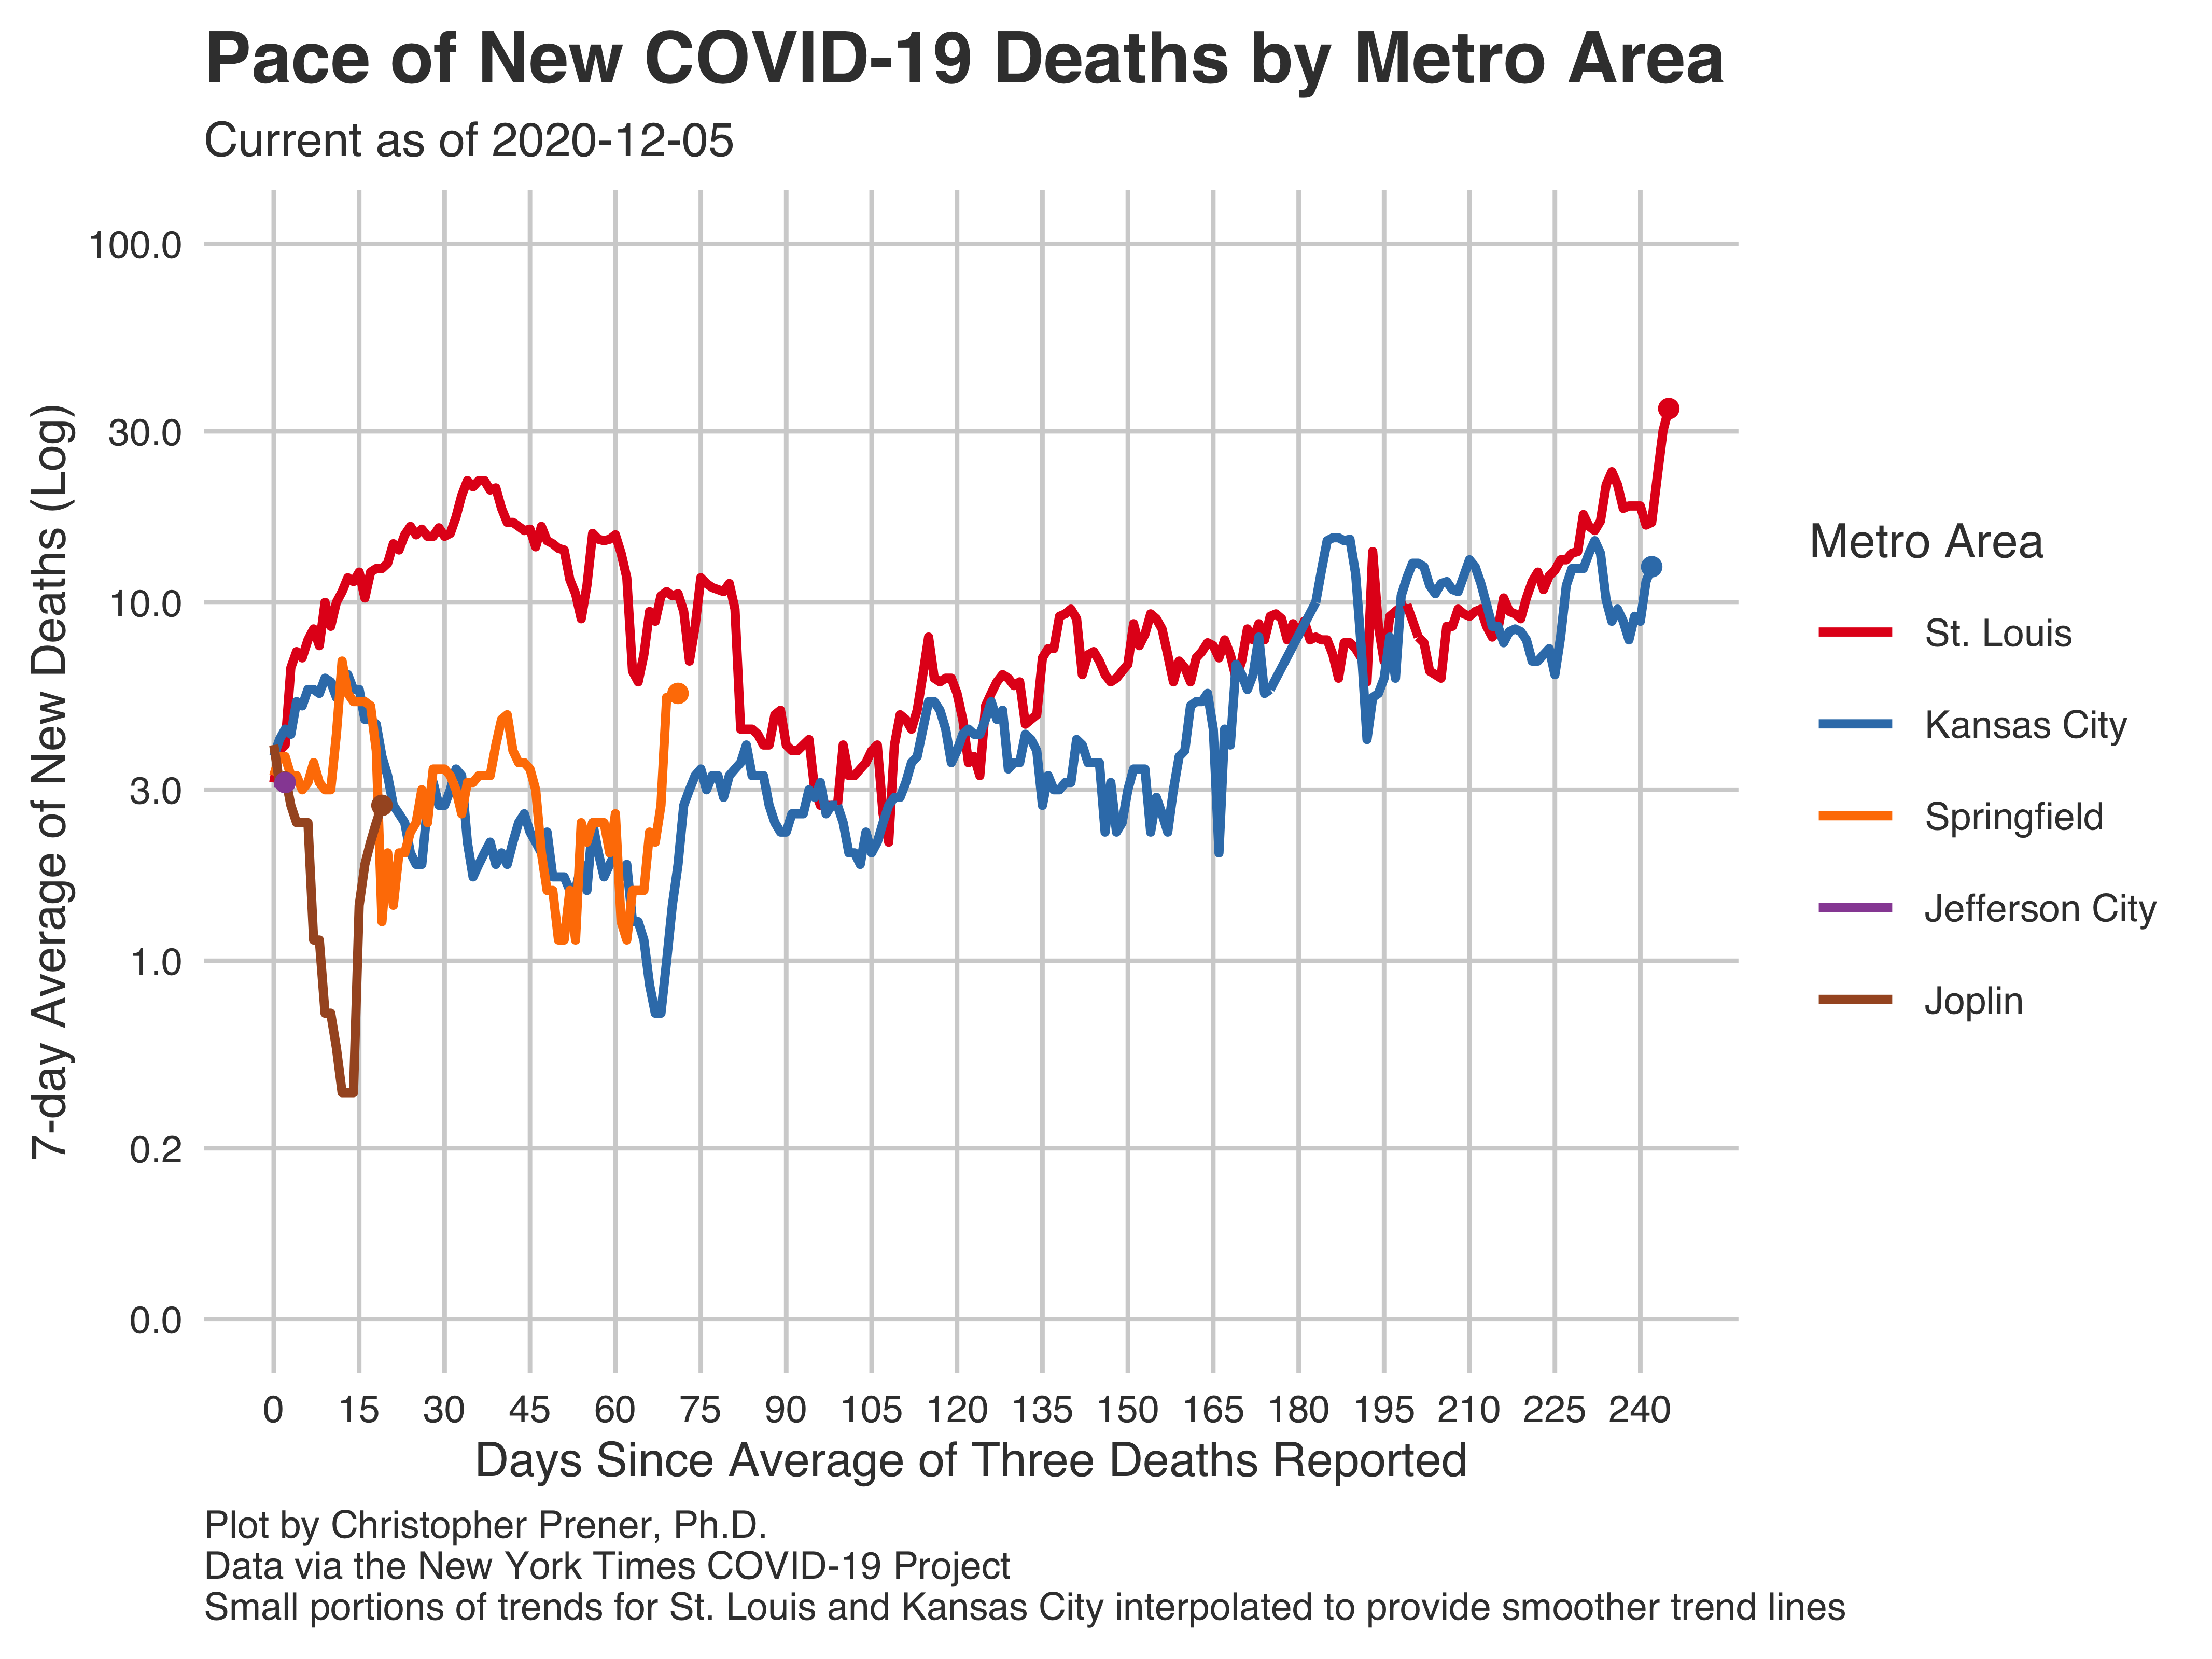 Pace of New COVID-19 Deaths by Metro Area
Current as of 2020-12-05
7-day Average of New Deaths (Log)
100.0
30.0
10.0
3.0
1.0
0.2
0.0
0 15 30 45 60 75 90 105 120 135 150 165 180 195 210 225 240
Days Since Average of Three Deaths Reported
Metro Area
St. Louis
Kansas City
Springfield
Jefferson City
Joplin
Plot by Christopher Prener, Ph.D.
Data via the New York Times COVID-19 Project
Small portions of trends for St. Louis and Kansas City interpolated to provide smoother trend lines